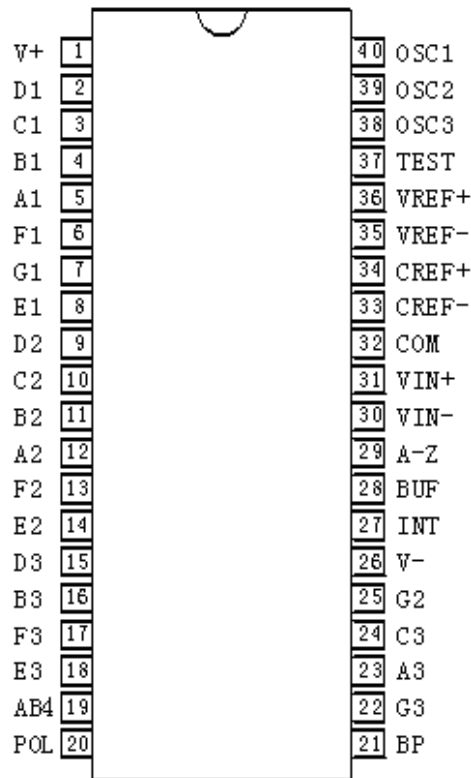 V+ 1 40 OSC1
D1 2 39 OSC2
C1 3 38 OSC3
B1 4 37 TEST
A1 5 36 VREF+
F1 6 35 VREF-
G1 7 34 CREF+
E1 8 33 CREF-
D2 9 32 COM
C2 10 31 VIN+
B2 11 30 VIN-
A2 12 29 A-Z
F2 13 28 BUF
E2 14 27 INT
D3 15 26 V-
B3 16 25 G2
F3 17 24 C3
E3 18 23 A3
AB4 19 22 G3
POL 20 21 BP